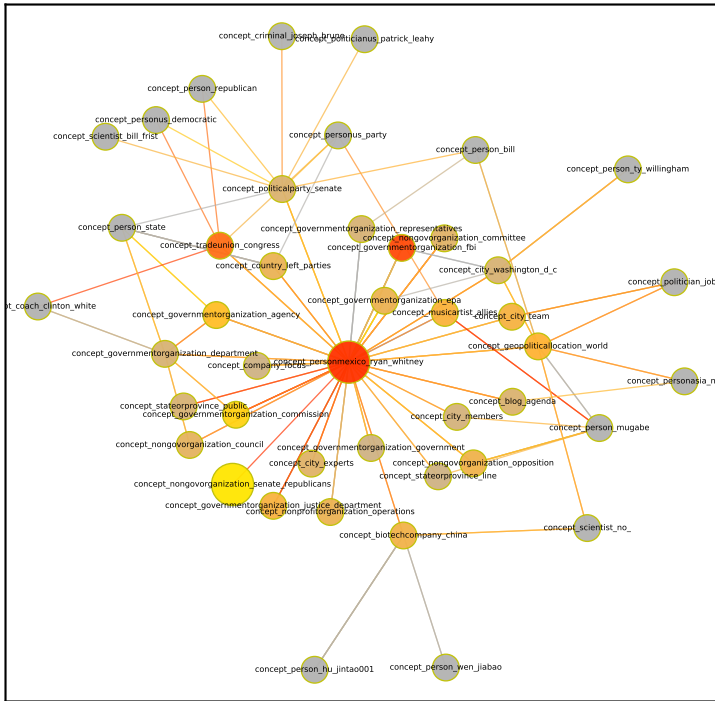 concept_criminal_joseph_bruno
concept_politicianus_patrick_leahy
concept_person_republican
concept_personus_democratic
concept_scientist_bill_frist
concept_personus_party
concept_person_bill
concept_person_ty_willingham
concept_politicalparty_senate
concept_person_state
concept_governmentorganization_representatives
concept_nongovorganization_committee
concept_tradeunion_congress
concept_governmentorganization_fbi
concept_country_left_parties
concept_city_washington_d_c
concept_politician_job
pt_coach_clinton_white
concept_governmentorganization_epa
concept_governmentorganization_agency
concept_musicartist_allies
concept_city_team
concept_geopoliticallocation_world
concept_governmentorganization_department
concept_company_focus
concept_personmexico_ryan_whitney
concept_personasia_n
concept_blog_agenda
concept_stateorprovince_public
concept_governmentorganization_commission
concept_city_members
concept_person_mugabe
concept_nongovorganization_council
concept_governmentorganization_government
concept_city_experts
concept_nongovorganization_opposition
concept_stateorprovince_line
concept_nongovorganization_senate_republicans
concept_governmentorganization_justice_department
concept_nonprofitorganization_operations
concept_biotechcompany_china
concept_scientist_no_
concept_person_hu_jintao001
concept_person_wen_jiabao